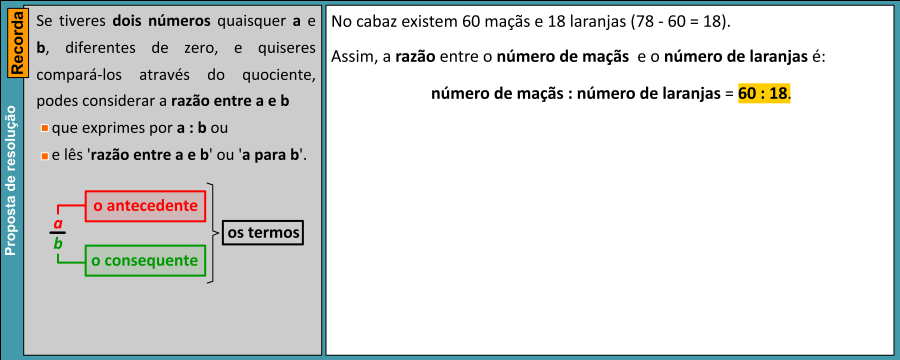 Recorda
Proposta de resolução
Se tiveres dois números quaisquer a e
b, diferentes de zero, e quiseres
compará-los através do quociente,
podes considerar a razão entre a e b
que exprimes por a : b ou
e lês 'razão entre a e b' ou 'a para b'.
a
b
o antecedente
o consequente
os termos
No cabaz existem 60 maçãs e 18 laranjas (78 - 60 = 18).
Assim, a razão entre o número de maçãs e o número de laranjas é:
número de maçãs : número de laranjas = 60 : 18.